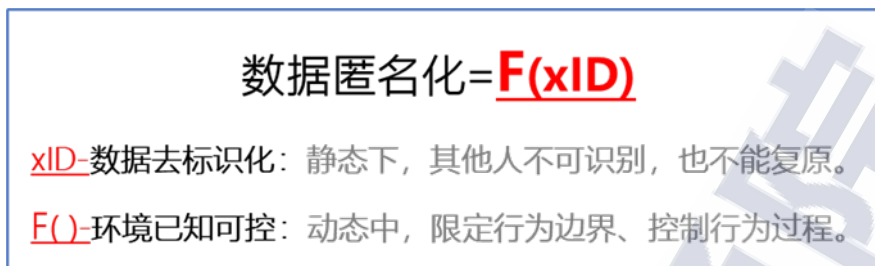 数据匿名化=F(xID)
xID-数据去标识化：静态下，其他人不可识别，也不能复原。
F( )-环境已知可控：动态中，限定行为边界、控制行为过程。